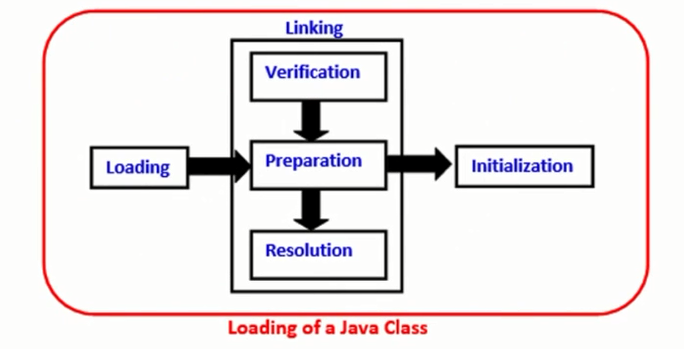 Linking
Verification
Loading
Preparation
Initialization
Resolution
Loading of a Java Class